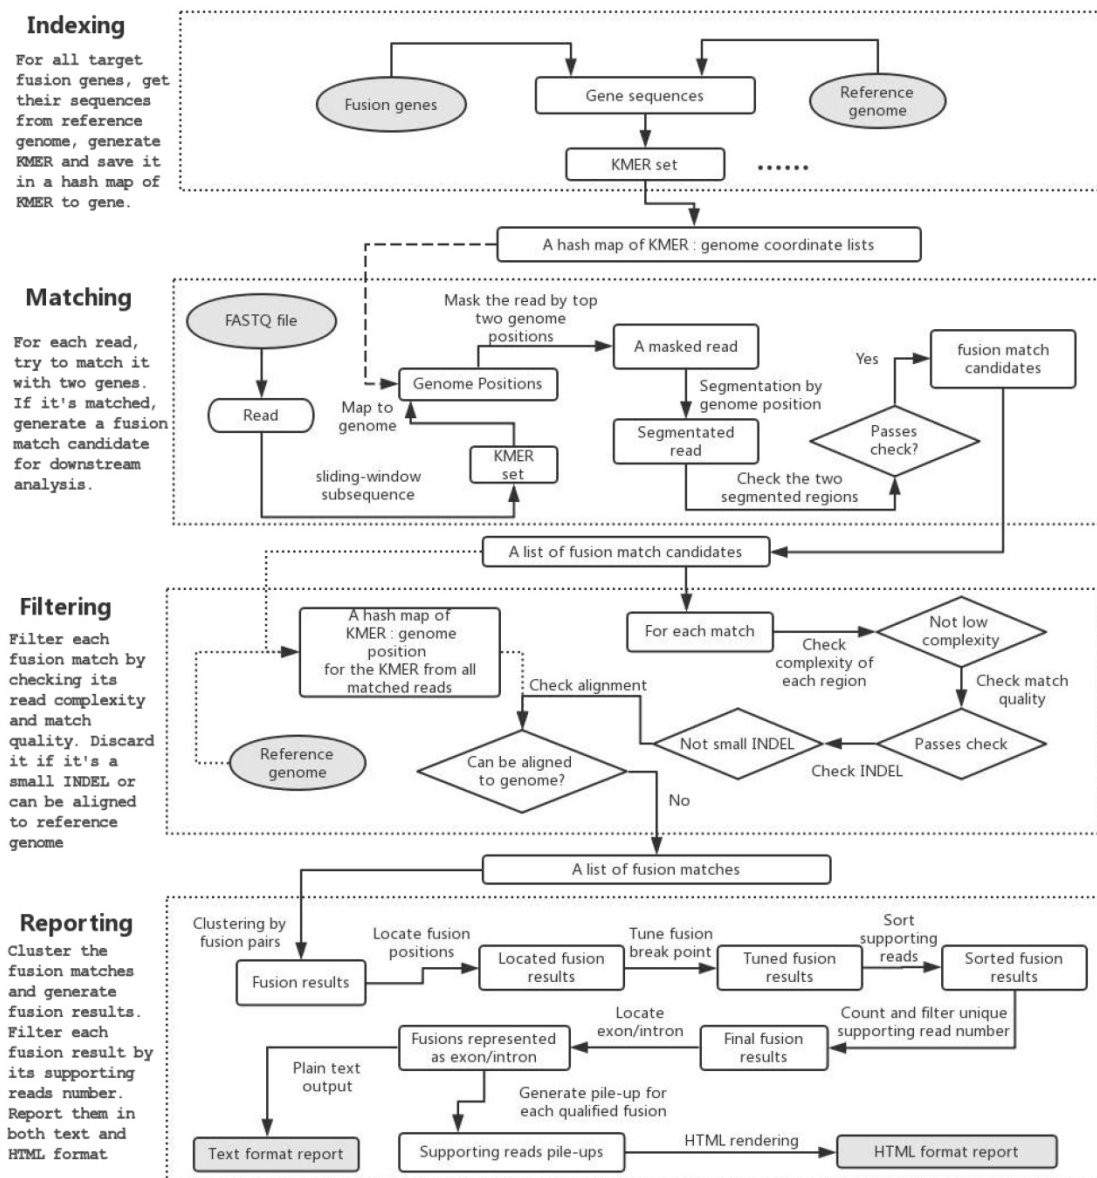 Indexing
For all target
fusion genes, get
their sequences
from reference
genome, generate
KMER and save it
in a hash map of
KMER to gene.
Fusion genes
Gene sequences
Reference
genome
KMER set
......
A hash map of KMER : genome coordinate lists
Matching
For each read,
try to match it
with two genes.
If it's matched,
generate a fusion
match candidate
for downstream
analysis.
FASTQ file
Read
sliding-window
subsequence
KMER
set
Map to
genome
Genome Positions
Mask the read by top
two genome
positions
A masked read
Segmentation by
genome position
Segmentated
read
Check the two
segmented regions
Passes
check?
Yes
fusion match
candidates
A list of fusion match candidates
Filtering
Filter each
fusion match by
checking its
read complexity
and match
quality. Discard
it if it's a
small INDEL or
can be aligned
to reference
genome
A hash map of
KMER : genome
position
for the KMER from all
matched reads
Reference
genome
For each match
Check
complexity of
each region
Not low
complexity
Check match
quality
Passes check
Check INDEL
Not small INDEL
Check alignment
Can be aligned
to genome?
No
A list of fusion matches
Reporting
Cluster the
fusion matches
and generate
fusion results.
Filter each
fusion result by
its supporting
reads number.
Report them in
both text and
HTML format
Clustering by
fusion pairs
Fusion results
Locate fusion
positions
Located fusion
results
Tune fusion
break point
Tuned fusion
results
Sort
supporting
reads
Sorted fusion
results
Count and filter unique
supporting read number
Final fusion
results
Locate
exon/intron
Fusions represented
as exon/intron
Plain text
output
Text format report
Generate pile-up for
each qualified fusion
Supporting reads pile-ups
HTML rendering
HTML format report